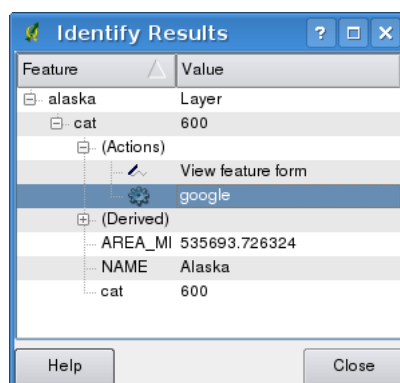 Identify Results
Feature Value
alaska Layer
cat 600
(Actions)
View feature form
google
(Derived)
AREA_MI 535693.726324
NAME Alaska
cat 600
Help Close